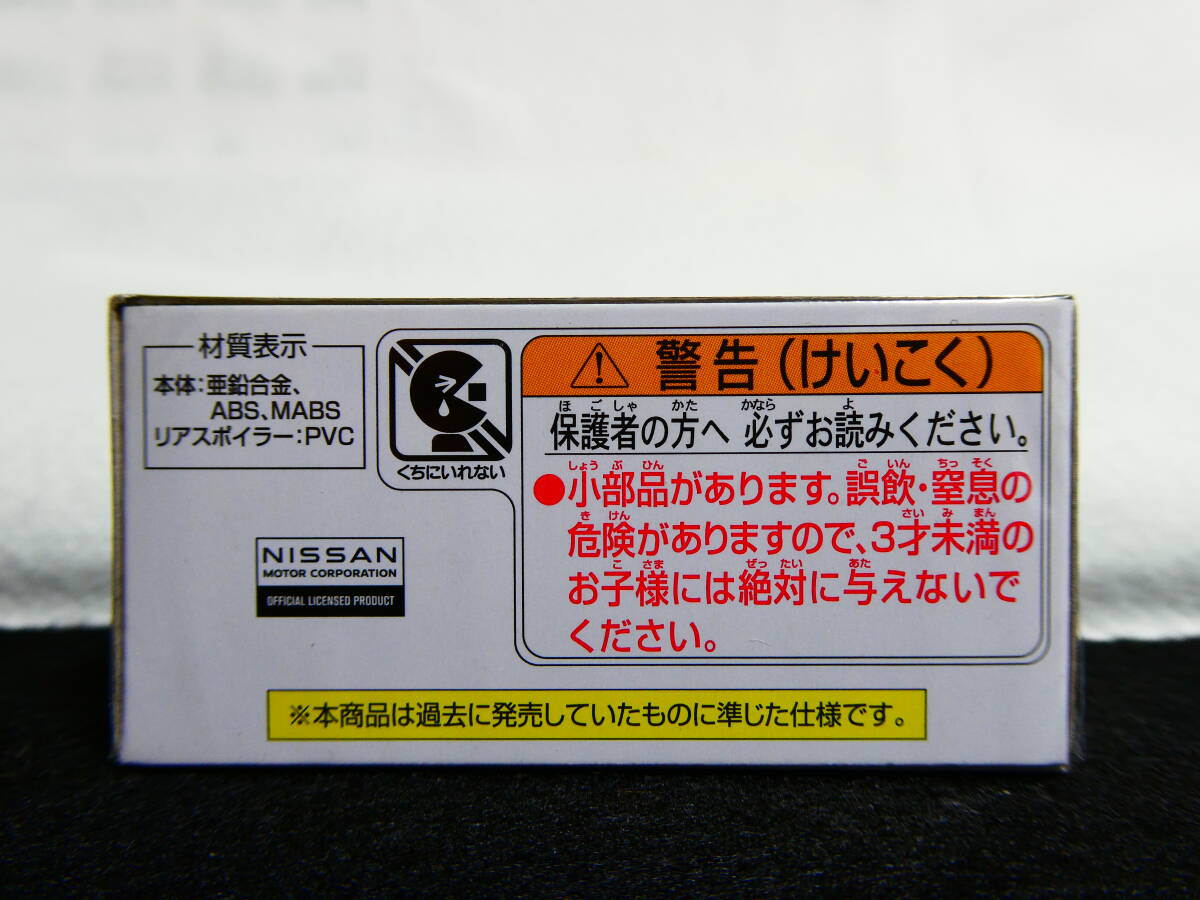 材質表示
本体:亜鉛合金、
ABS、MABS
リアスポイラー:PVC
くちにいれない
NISSAN
MOTOR CORPORATION
OFFICIAL LICENSED PRODUCT
警告(けいこく)
ほごしゃ かた かなら よ
保護者の方へ 必ずお読みください。
しょうぶひん ごいん ちっそく
●小部品があります。誤飲・窒息の
きけん さいみまん
危険がありますので、3才未満の
こさま ぜったい あた
お子様には絶対に与えないで
ください。
※本商品は過去に発売していたものに準じた仕様です。